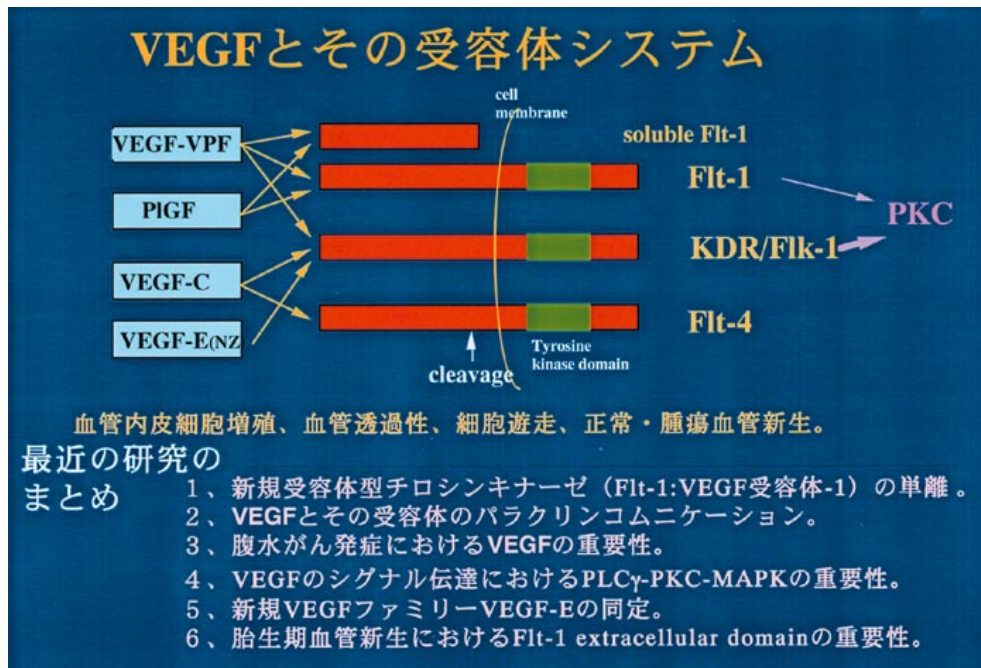 VEGFとその受容体システム
cell
membrane
VEGF-VPF
soluble Flt-1
Flt-1
PlGF
PKC
KDR/Flk-1
VEGF-C
VEGF-E(NZ
Flt-4
Tyrosine
kinase domain
cleavage
血管内皮細胞増殖、血管透過性、細胞遊走、正常・腫瘍血管新生。
最近の研究の
まとめ
1、新規受容体型チロシンキナーゼ（Flt-1:VEGF受容体-1）の単離。
2、VEGFとその受容体のパラクリンコムニケーション。
3、腹水がん発症におけるVEGFの重要性。
4、VEGFのシグナル伝達におけるPLCγ-PKC-MAPKの重要性。
5、新規VEGFファミリーVEGF-Eの同定。
6、胎生期血管新生におけるFlt-1 extracellular domainの重要性。